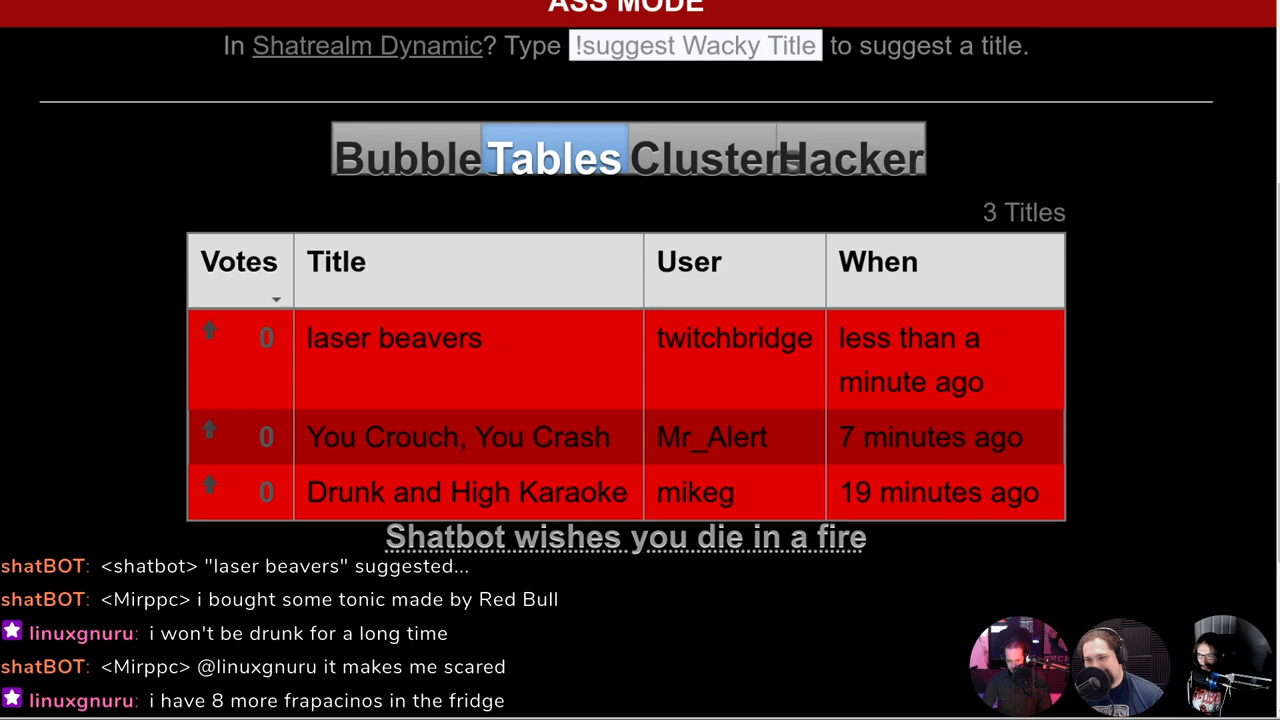 ASS MODE
In Shatrealm Dynamic? Type !suggest Wacky Title to suggest a title.
Bubble Tables Clusters Hacker
3 Titles
Votes Title User When
0 laser beavers twitchbridge less than a
minute ago
0 You Crouch, You Crash Mr_Alert 7 minutes ago
0 Drunk and High Karaoke mikeg 19 minutes ago
Shatbot wishes you die in a fire
shatBOT: <shatbot> "laser beavers" suggested...
shatBOT: <Mirppc> i bought some tonic made by Red Bull
linuxgnuru: i won't be drunk for a long time
shatBOT: <Mirppc> @linuxgnuru it makes me scared
linuxgnuru: i have 8 more frapacinos in the fridge